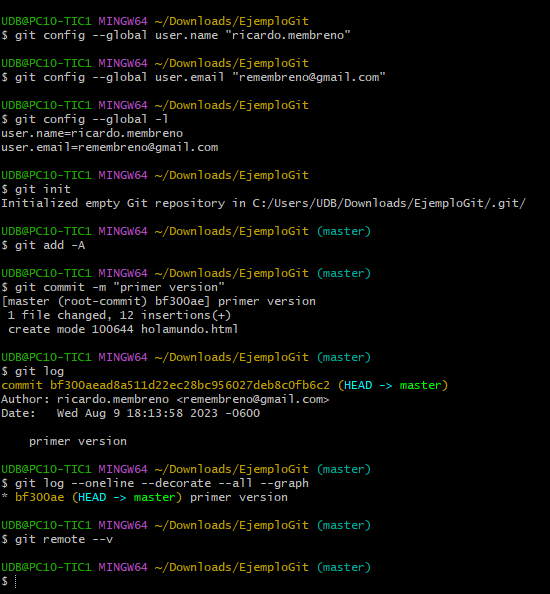 UDB@PC10-TIC1 MINGW64 ~/Downloads/EjemploGit
$ git config --global user.name "ricardo.membreno"
UDB@PC10-TIC1 MINGW64 ~/Downloads/EjemploGit
$ git config --global user.email "remembreno@gmail.com"
UDB@PC10-TIC1 MINGW64 ~/Downloads/EjemploGit
$ git config --global -l
user.name=ricardo.membreno
user.email=remembreno@gmail.com
UDB@PC10-TIC1 MINGW64 ~/Downloads/EjemploGit
$ git init
Initialized empty Git repository in C:/Users/UDB/Downloads/EjemploGit/.git/
UDB@PC10-TIC1 MINGW64 ~/Downloads/EjemploGit (master)
$ git add -A
UDB@PC10-TIC1 MINGW64 ~/Downloads/EjemploGit (master)
$ git commit -m "primer version"
[master (root-commit) bf300ae] primer version
1 file changed, 12 insertions(+)
create mode 100644 holamundo.html
UDB@PC10-TIC1 MINGW64 ~/Downloads/EjemploGit (master)
$ git log
commit bf300aead8a511d22ec28bc956027deb8c0fb6c2 (HEAD -> master)
Author: ricardo.membreno <remembreno@gmail.com>
Date:   Wed Aug 9 18:13:58 2023 -0600
primer version
UDB@PC10-TIC1 MINGW64 ~/Downloads/EjemploGit (master)
$ git log --oneline --decorate --all --graph
* bf300ae (HEAD -> master) primer version
UDB@PC10-TIC1 MINGW64 ~/Downloads/EjemploGit (master)
$ git remote --v
UDB@PC10-TIC1 MINGW64 ~/Downloads/EjemploGit (master)
$